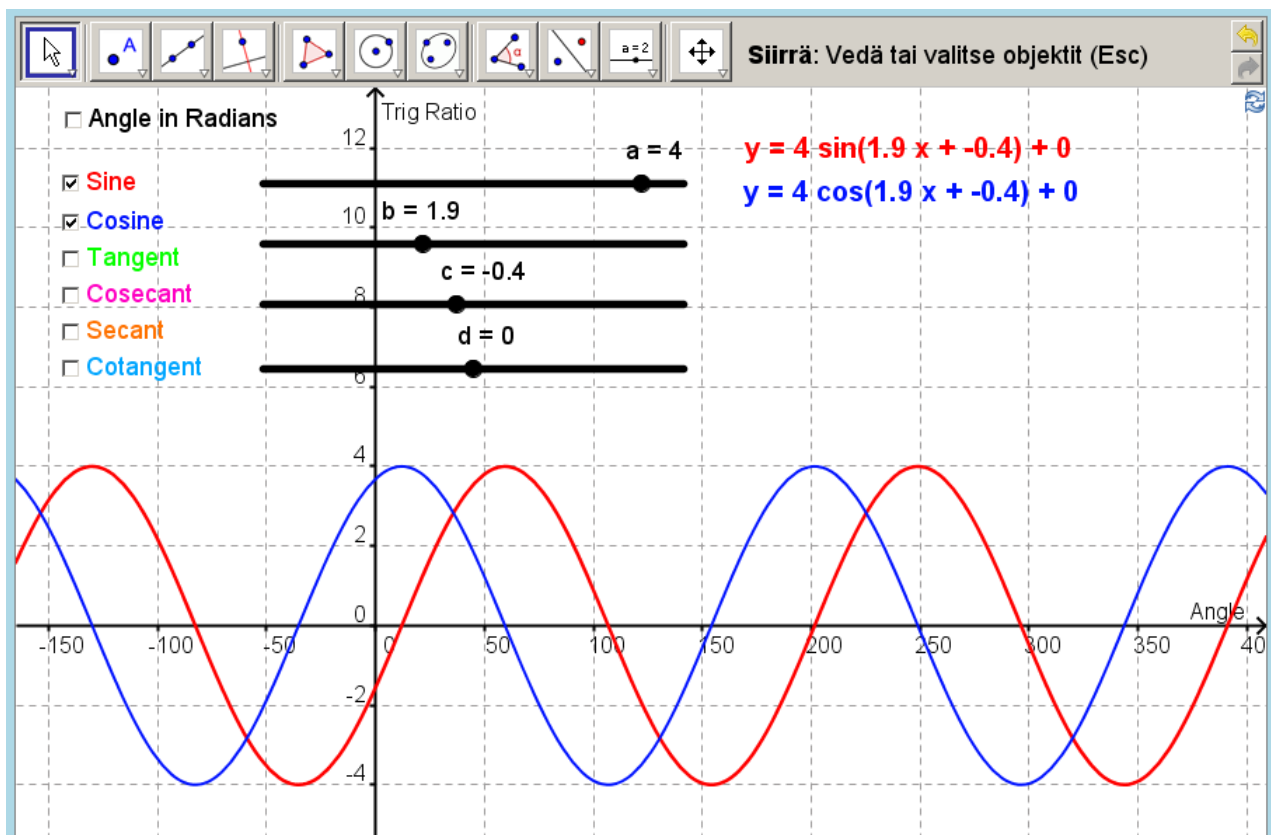 A
α
a = 2
Siirrä: Vedä tai valitse objektit (Esc)
Angle in Radians
Trig Ratio
12
a = 4
y = 4 sin(1.9 x + -0.4) + 0
Sine
y = 4 cos(1.9 x + -0.4) + 0
Cosine
10
b = 1.9
Tangent
c = -0.4
Cosecant
8
Secant
d = 0
Cotangent
6
4
2
0
Angle
-150 -100 -50 0 50 100 150 200 250 300 350 40
-2
-4